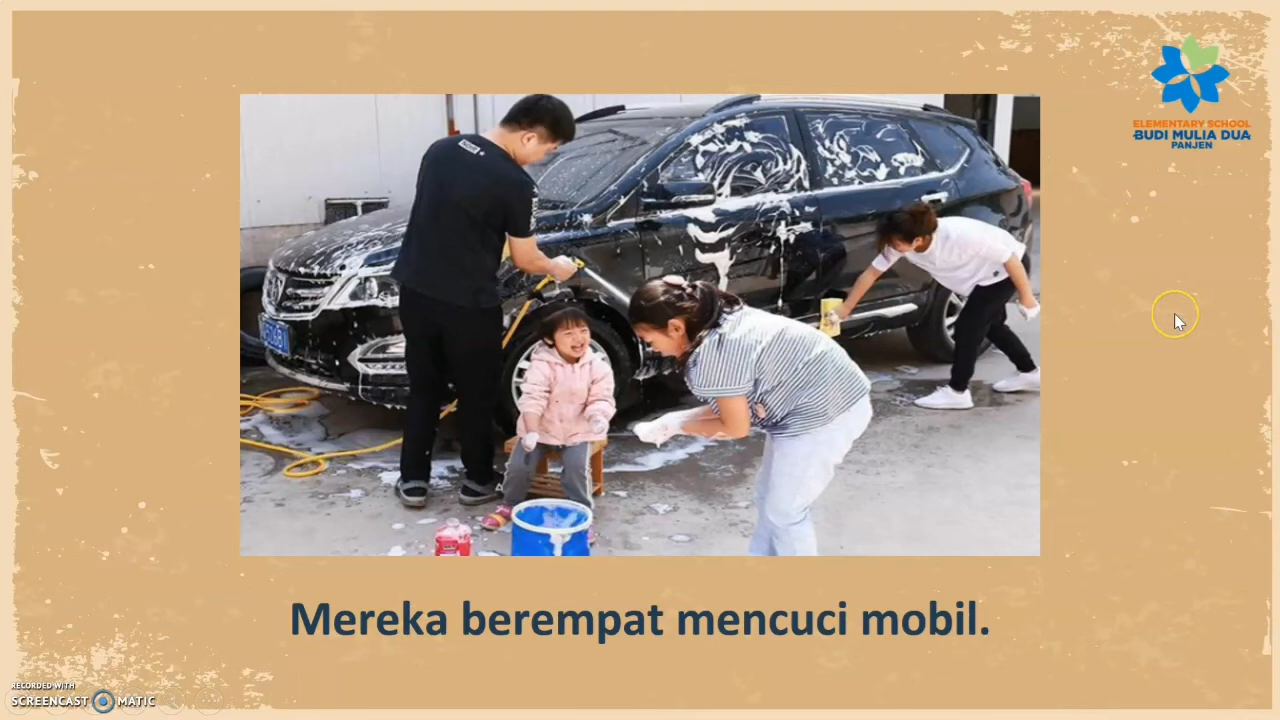 ELEMENTARY SCHOOL
BUDI MULIA DUA
PANJEN
Mereka berempat mencuci mobil.
RECORDED WITH
SCREENCAST MATIC